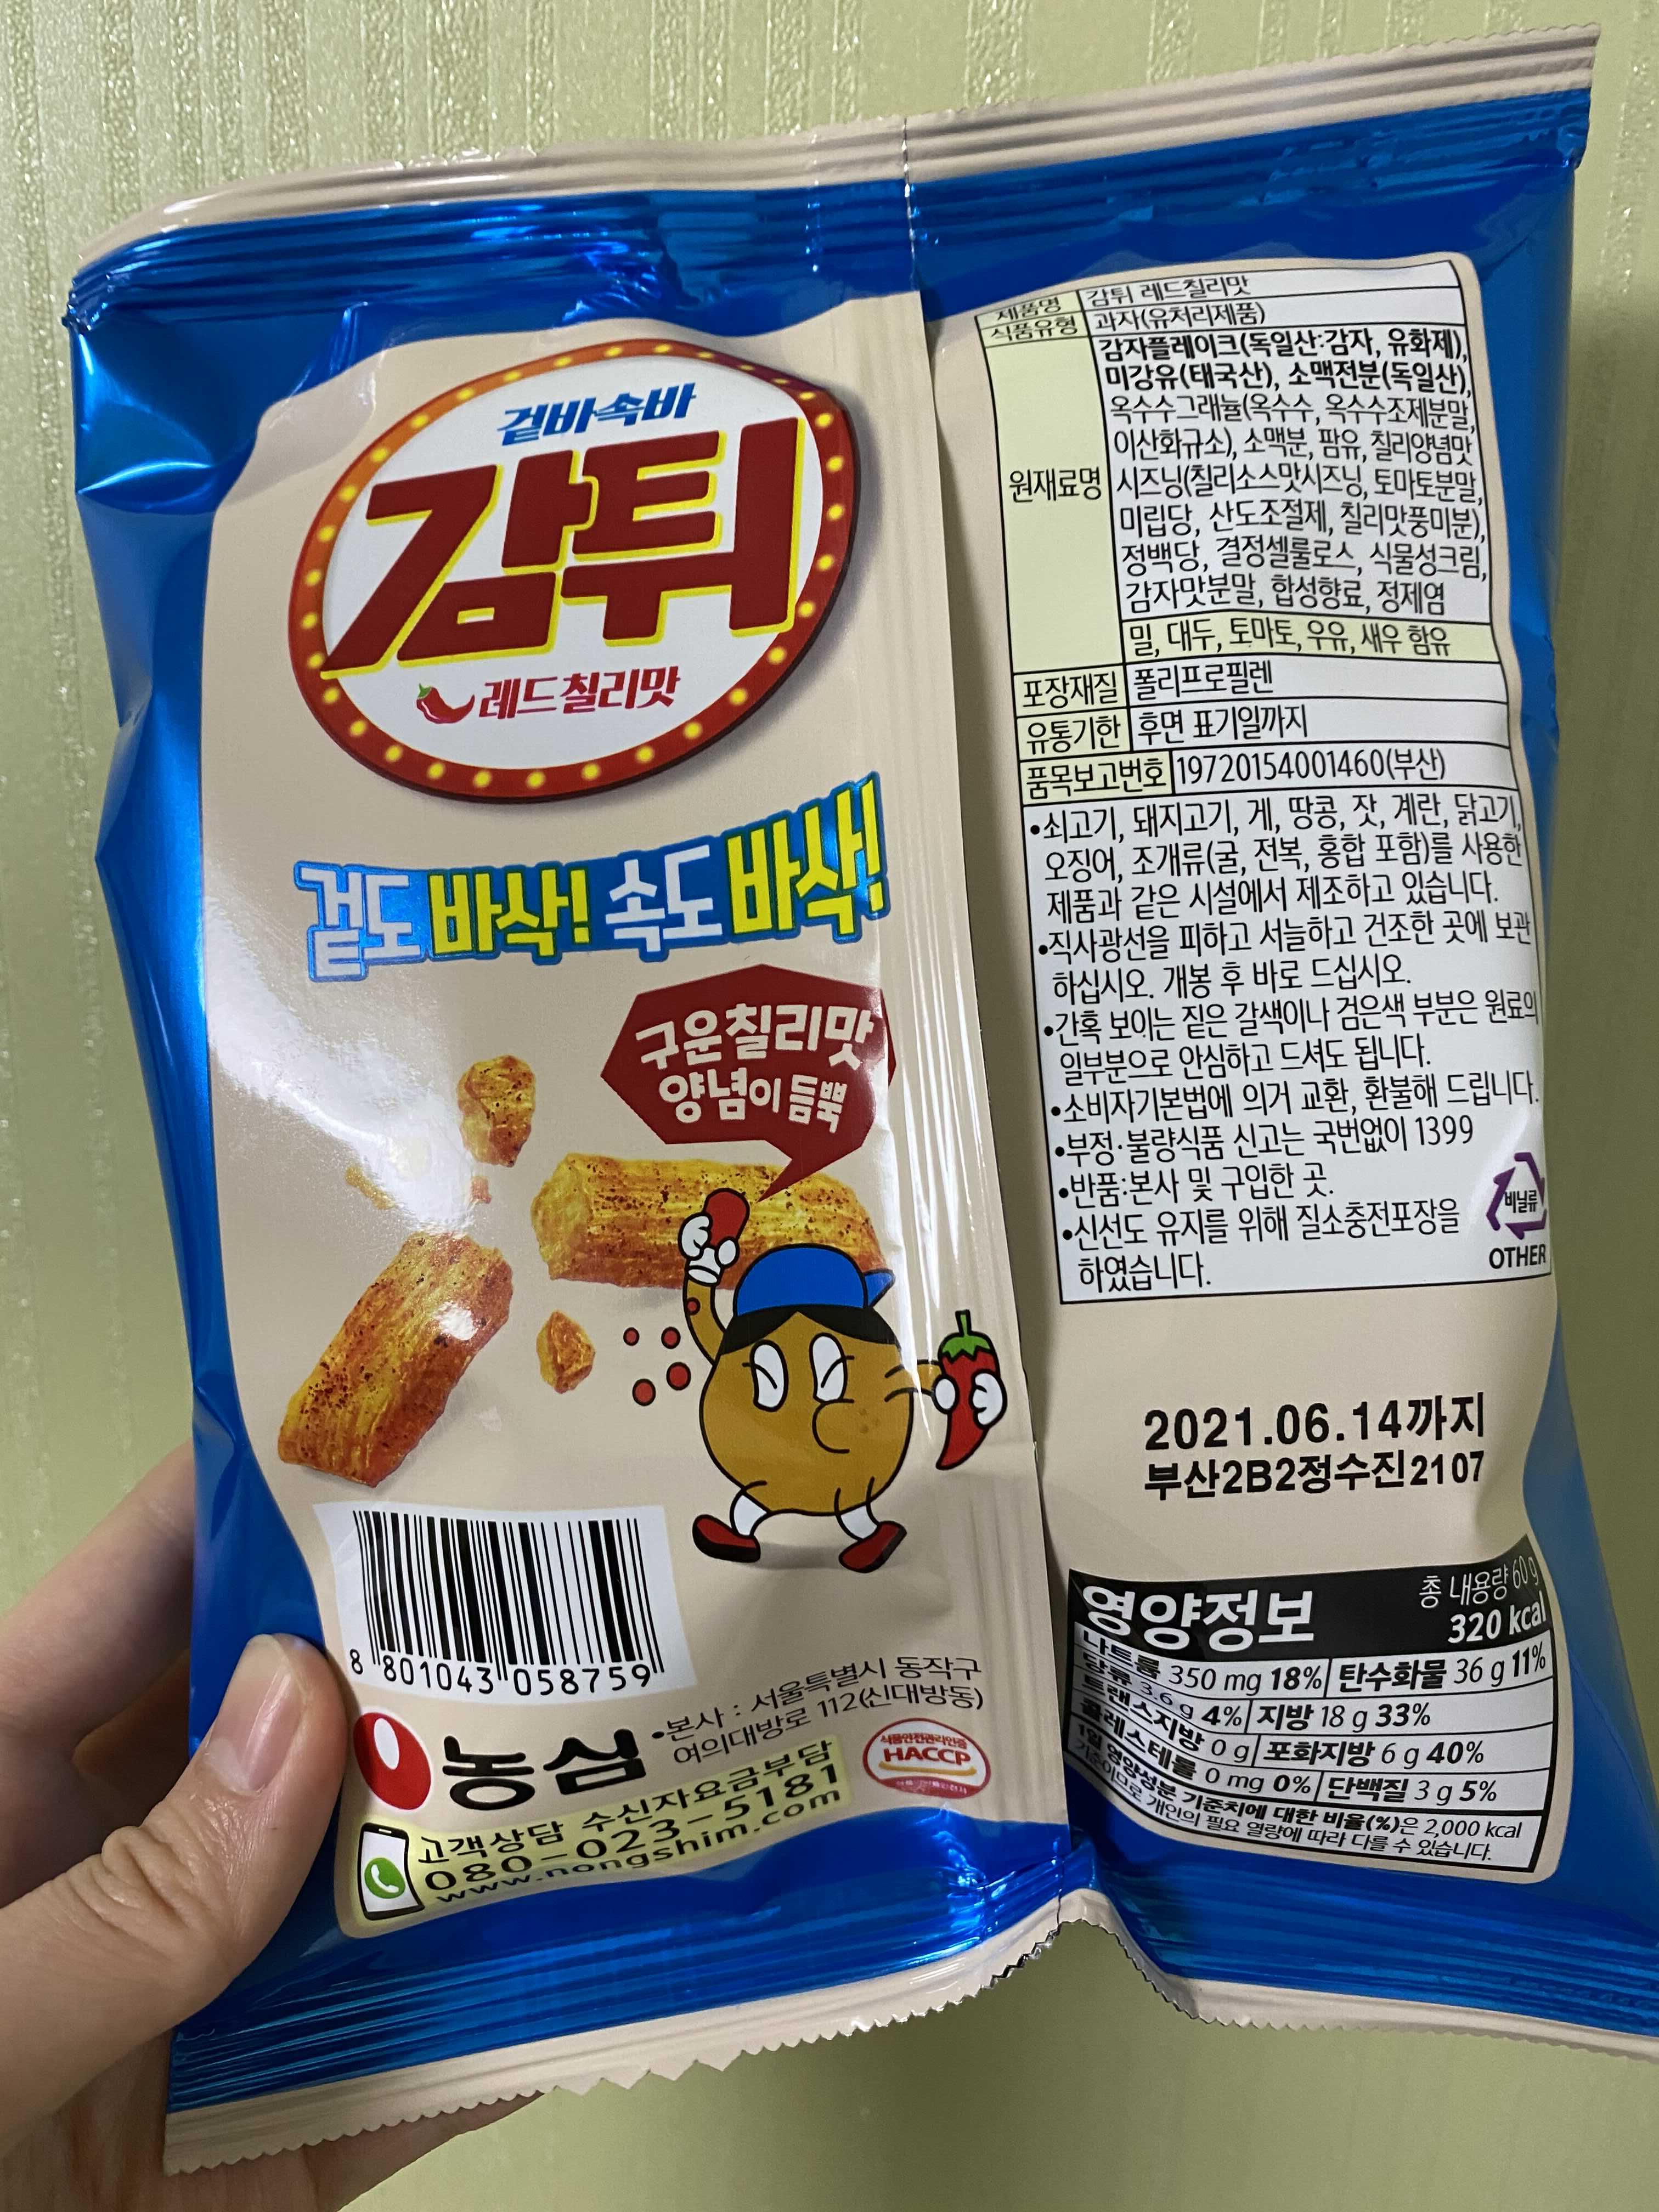 겉바속바
감튀
레드칠리맛
겉도 바삭! 속도 바삭!
구운칠리맛
양념이 듬뿍
8 801043 058759
농심
•본사 : 서울특별시 동작구
여의대방로 112(신대방동)
식품안전관리인증
HACCP
고객상담 수신자요금부담
080-023-5181
www.nongshim.com
제품명 감튀 레드칠리맛
식품유형 과자(유처리제품)
원재료명
감자플레이크(독일산:감자, 유화제),
미강유(태국산), 소맥전분(독일산),
옥수수그래뉼(옥수수, 옥수수조제분말,
이산화규소), 소맥분, 팜유, 칠리양념맛
시즈닝(칠리소스맛시즈닝, 토마토분말,
미립당, 산도조절제, 칠리맛풍미분),
정백당, 결정셀룰로스, 식물성크림,
감자맛분말, 합성향료, 정제염
밀, 대두, 토마토, 우유, 새우 함유
포장재질 폴리프로필렌
유통기한 후면 표기일까지
품목보고번호 19720154001460(부산)
•쇠고기, 돼지고기, 게, 땅콩, 잣, 계란, 닭고기,
오징어, 조개류(굴, 전복, 홍합 포함)를 사용한
제품과 같은 시설에서 제조하고 있습니다.
•직사광선을 피하고 서늘하고 건조한 곳에 보관
하십시오. 개봉 후 바로 드십시오.
•간혹 보이는 짙은 갈색이나 검은색 부분은 원료의
일부분으로 안심하고 드셔도 됩니다.
•소비자기본법에 의거 교환, 환불해 드립니다.
•부정·불량식품 신고는 국번없이 1399
•반품:본사 및 구입한 곳.
•신선도 유지를 위해 질소충전포장을
하였습니다.
비닐류
OTHER
2021.06.14까지
부산2B2정수진2107
영양정보
총 내용량 60 g
320 kcal
나트륨 350 mg 18% 탄수화물 36 g 11%
당류 3.6 g 4% 지방 18 g 33%
트랜스지방 0 g 포화지방 6 g 40%
콜레스테롤 0 mg 0% 단백질 3 g 5%
1일 영양성분 기준치에 대한 비율(%)은 2,000 kcal
기준이므로 개인의 필요 열량에 따라 다를 수 있습니다.